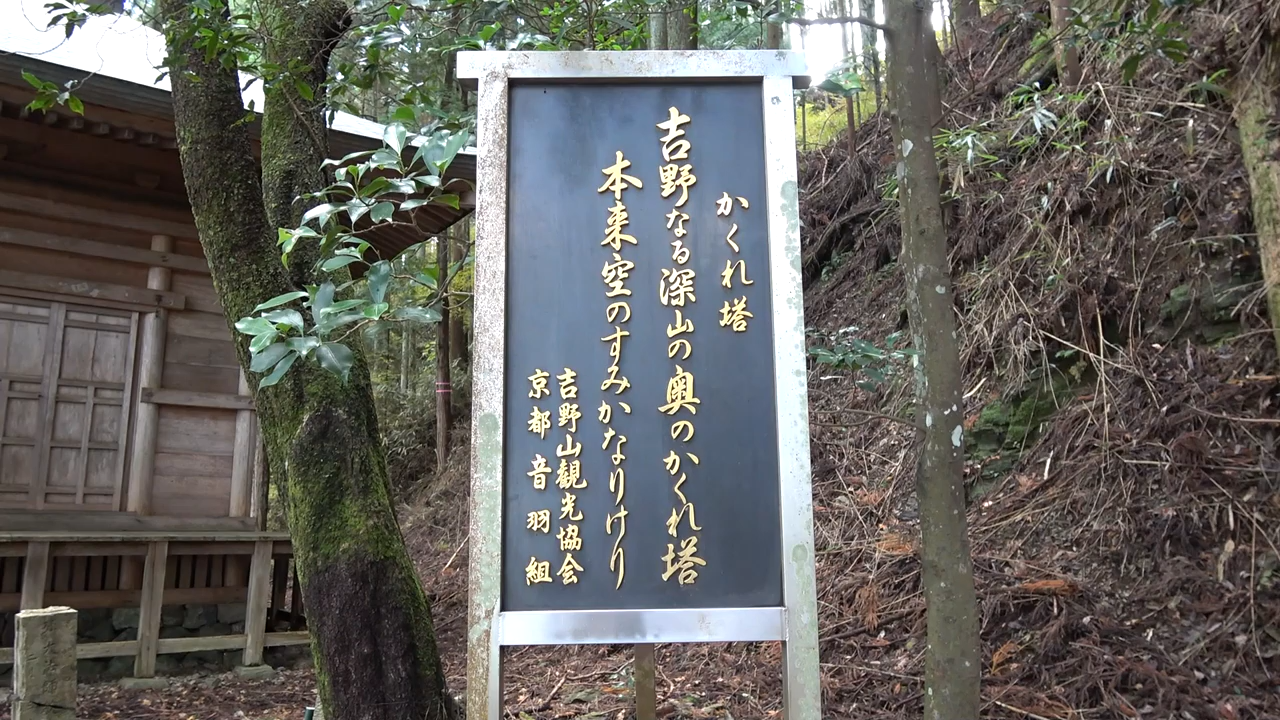 かくれ塔
吉野なる深山の奥のかくれ塔
本来空のすみかなりけり
吉野山観光協会
京都音羽組